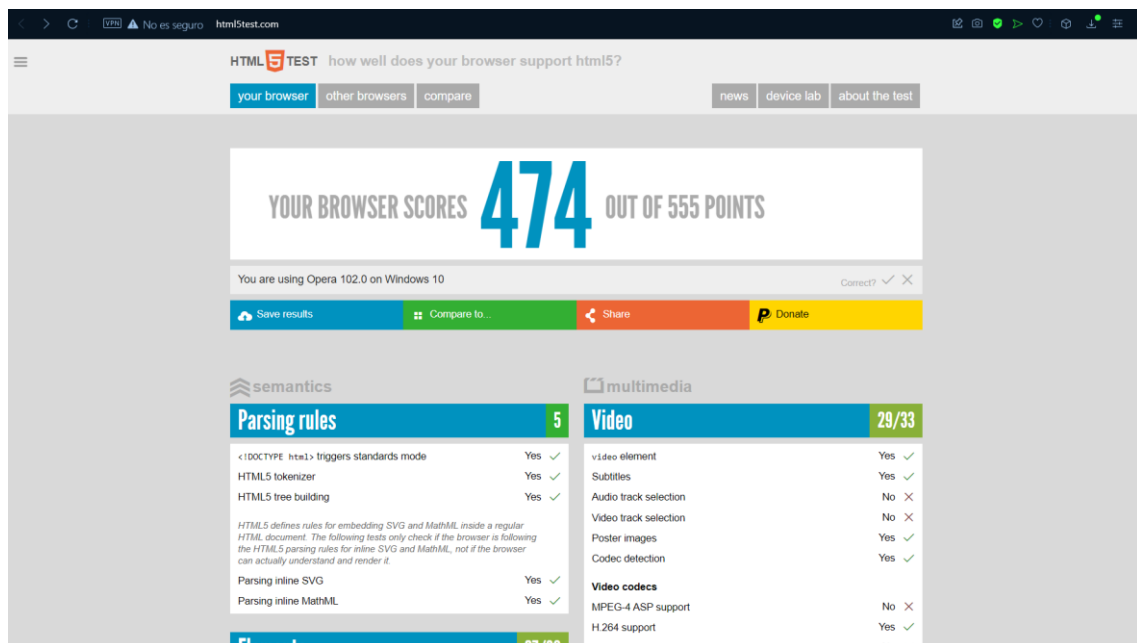 VPN No es seguro html5test.com
HTML 5 TEST how well does your browser support html5?
your browser other browsers compare news device lab about the test
YOUR BROWSER SCORES 474 OUT OF 555 POINTS
You are using Opera 102.0 on Windows 10 Correct?
Save results Compare to... Share Donate
semantics
Parsing rules 5
<!DOCTYPE html> triggers standards mode Yes
HTML5 tokenizer Yes
HTML5 tree building Yes
HTML5 defines rules for embedding SVG and MathML inside a regular
HTML document. The following tests only check if the browser is following
the HTML5 parsing rules for inline SVG and MathML, not if the browser
can actually understand and render it.
Parsing inline SVG Yes
Parsing inline MathML Yes
multimedia
Video 29/33
video element Yes
Subtitles Yes
Audio track selection No
Video track selection No
Poster images Yes
Codec detection Yes
Video codecs
MPEG-4 ASP support No
H.264 support Yes